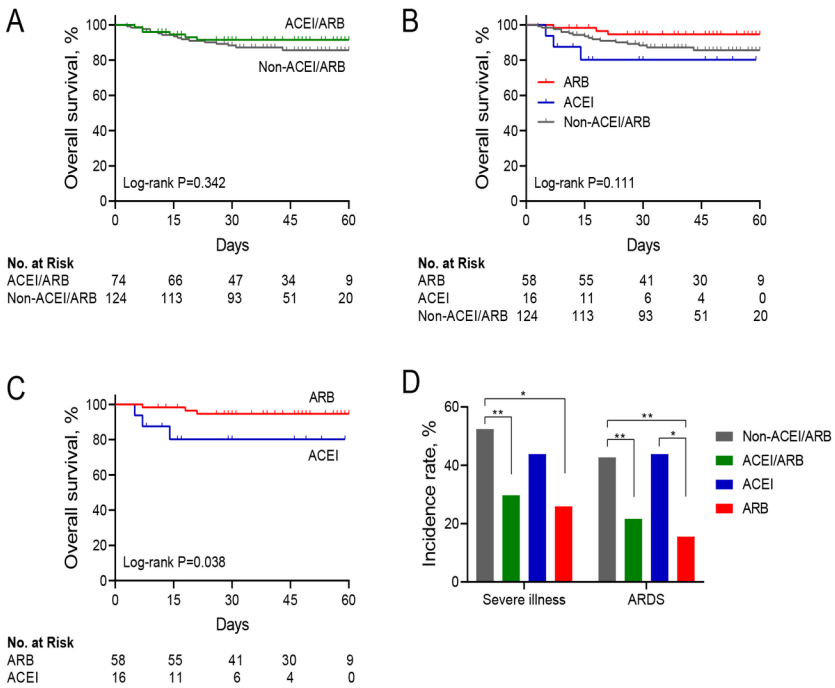 A
Overall survival, %
100
80
60
40
20
0
ACEI/ARB
Non-ACEI/ARB
Log-rank P=0.342
0 15 30 45 60
Days
No. at Risk
ACEI/ARB 74 66 47 34 9
Non-ACEI/ARB 124 113 93 51 20
B
Overall survival, %
100
80
60
40
20
0
ARB
ACEI
Non-ACEI/ARB
Log-rank P=0.111
0 15 30 45 60
Days
No. at Risk
ARB 58 55 41 30 9
ACEI 16 11 6 4 0
Non-ACEI/ARB 124 113 93 51 20
C
Overall survival, %
100
80
60
40
20
0
ARB
ACEI
Log-rank P=0.038
0 15 30 45 60
Days
No. at Risk
ARB 58 55 41 30 9
ACEI 16 11 6 4 0
D
Incidence rate, %
60
40
20
0
*
**
**
**
*
Severe illness ARDS
Non-ACEI/ARB
ACEI/ARB
ACEI
ARB